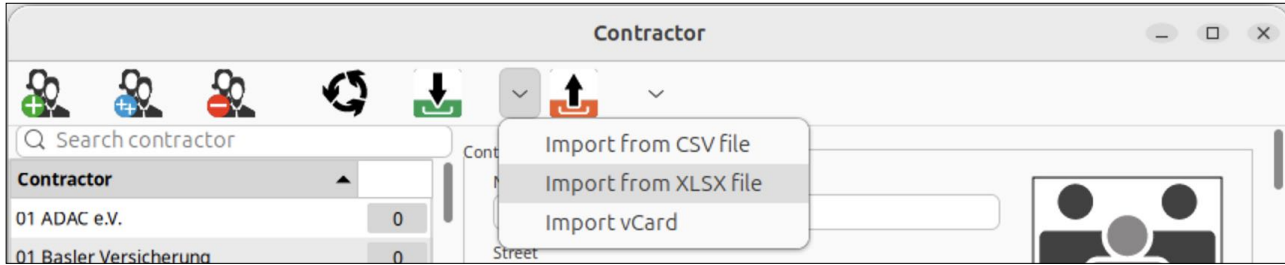 Contractor
Search contractor
Contractor
01 ADAC e.V. 0
01 Basler Versicherung 0
Import from CSV file
Import from XLSX file
Import vCard
Cont
Street